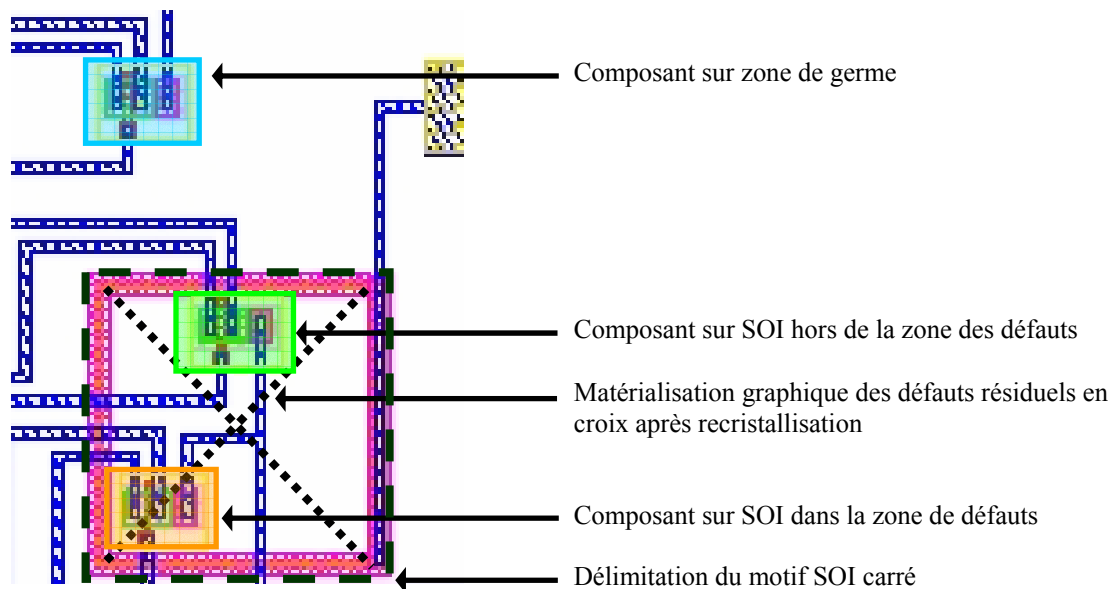 Composant sur zone de germe
Composant sur SOI hors de la zone des défauts
Matérialisation graphique des défauts résiduels en
croix après recristallisation
Composant sur SOI dans la zone de défauts
Délimitation du motif SOI carré